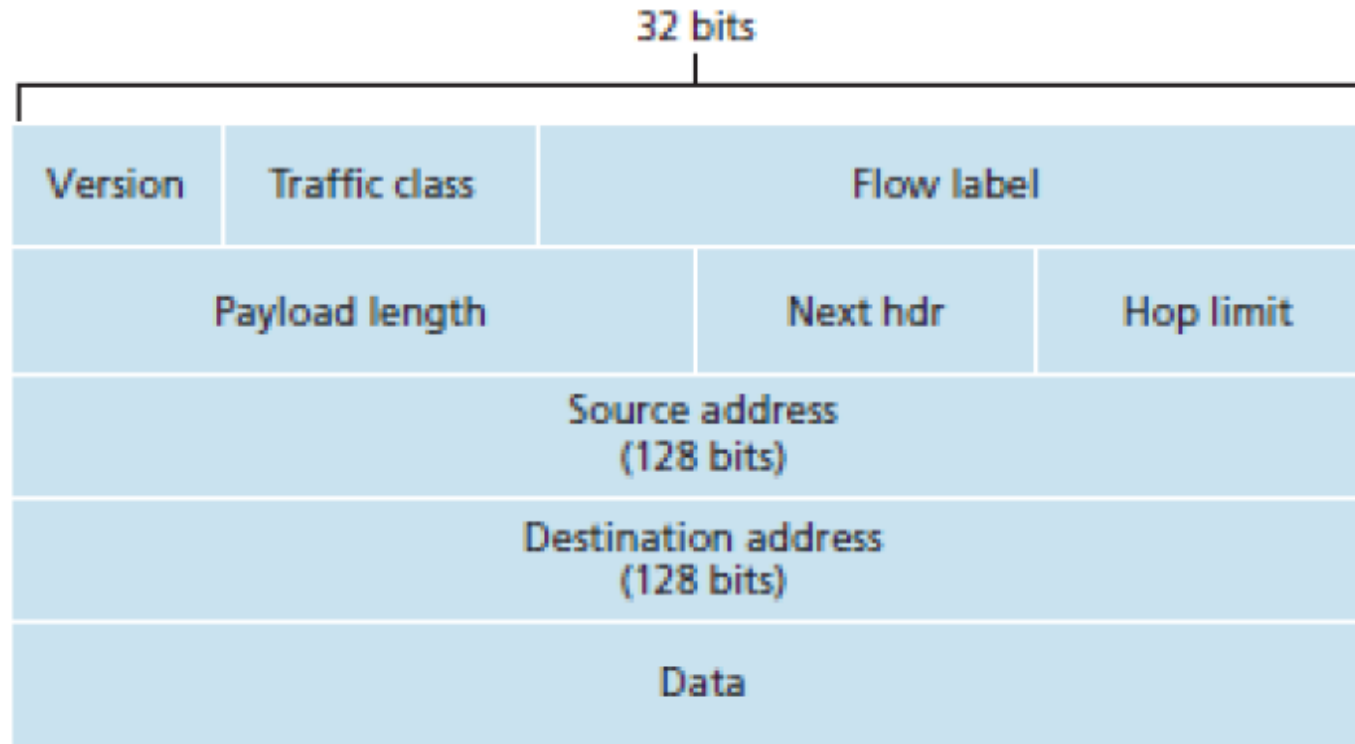 32 bits
Version Traffic class Flow label
Payload length Next hdr Hop limit
Source address
(128 bits)
Destination address
(128 bits)
Data